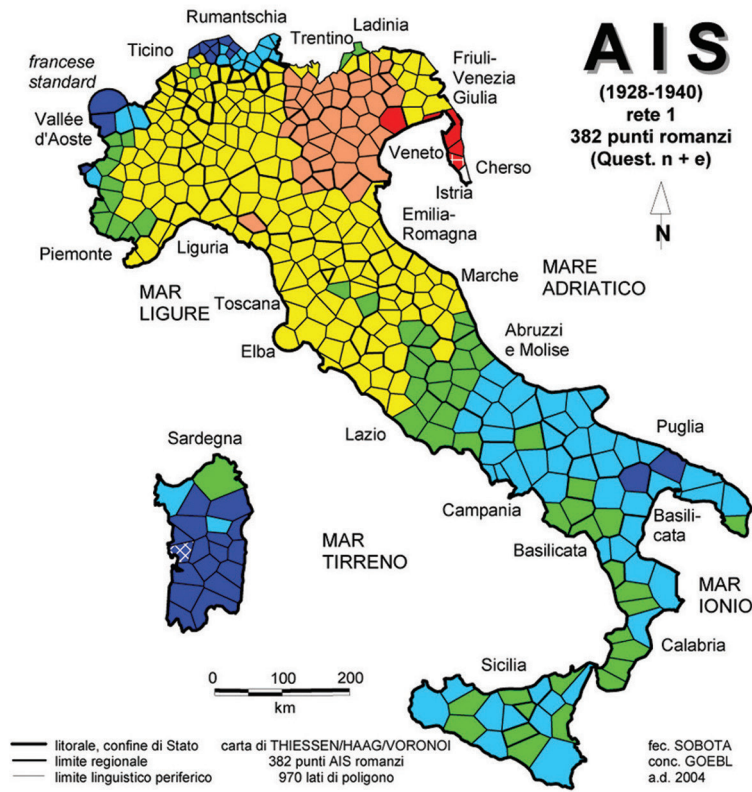 Rumantschia
Ladinia
Ticino
Trentino
francese
standard
Friuli-
Venezia
Giulia
Vallée
d'Aoste
AIS
(1928-1940)
rete 1
382 punti romanzi
(Quest. n + e)
Veneto
Cherso
Istria
N
Emilia-
Romagna
Piemonte
Liguria
Marche
MARE
ADRIATICO
MAR
LIGURE
Toscana
Abruzzi
e Molise
Elba
Lazio
Puglia
Sardegna
Campania
Basili-
cata
Basilicata
MAR
TIRRENO
MAR
IONIO
Calabria
Sicilia
0 100 200
km
litorale, confine di Stato
limite regionale
limite linguistico periferico
carta di THIESSEN/HAAG/VORONOI
382 punti AIS romanzi
970 lati di poligono
fec. SOBOTA
conc. GOEBL
a.d. 2004